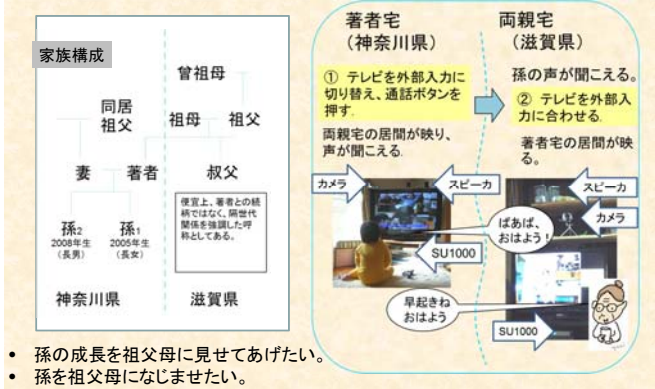 家族構成
曾祖母
同居
祖父
祖母
祖父
妻
著者
叔父
孫2
2008年生
(長男)
孫1
2005年生
(長女)
便宜上、著者との続
柄ではなく、隔世代
関係を強調した呼
称としてある。
神奈川県
滋賀県
• 孫の成長を祖父母に見せてあげたい。
• 孫を祖父母になじませたい。
著者宅
(神奈川県)
① テレビを外部入力に
切り替え、通話ボタンを
押す.
両親宅の居間が映り、
声が聞こえる.
両親宅
(滋賀県)
孫の声が聞こえる。
② テレビを外部入
力に合わせる.
著者宅の居間が映
る。
カメラ
スピーカ
SU1000
ばあば、
おはよう!
スピーカ
カメラ
早起きね
おはよう
SU1000